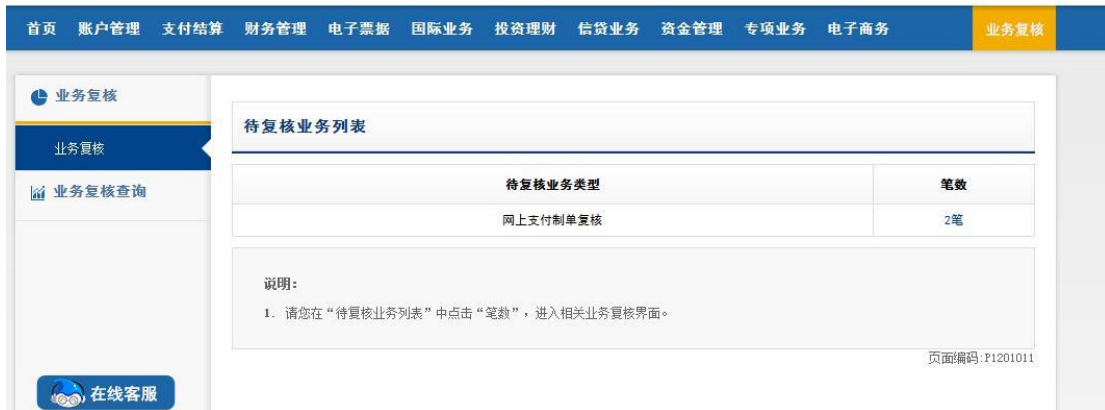 首页 账户管理 支付结算 财务管理 电子票据 国际业务 投资理财 信贷业务 资金管理 专项业务 电子商务 业务复核
业务复核
业务复核
业务复核查询
在线客服
待复核业务列表
待复核业务类型 笔数
网上支付制单复核 2笔
说明：
1. 请您在“待复核业务列表”中点击“笔数”，进入相关业务复核界面。
页面编码:P1201011